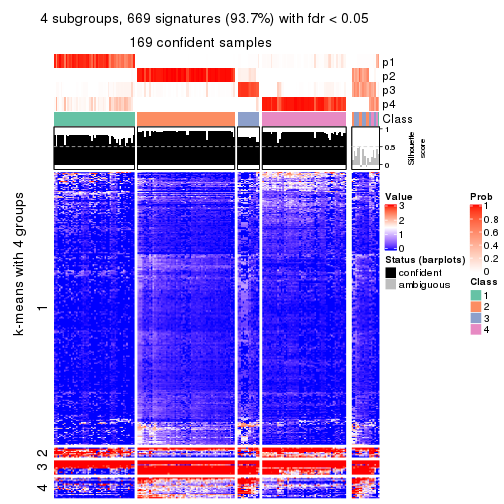 4 subgroups, 669 signatures (93.7%) with fdr < 0.05
169 confident samples
p1
p2
p3
p4
Class
1
0.5
0
Silhouette
score
k-means with 4 groups
1
2
3
4
Value
3
2
1
0
Status (barplots)
confident
ambiguous
Prob
1
0.8
0.6
0.4
0.2
0
Class
1
2
3
4